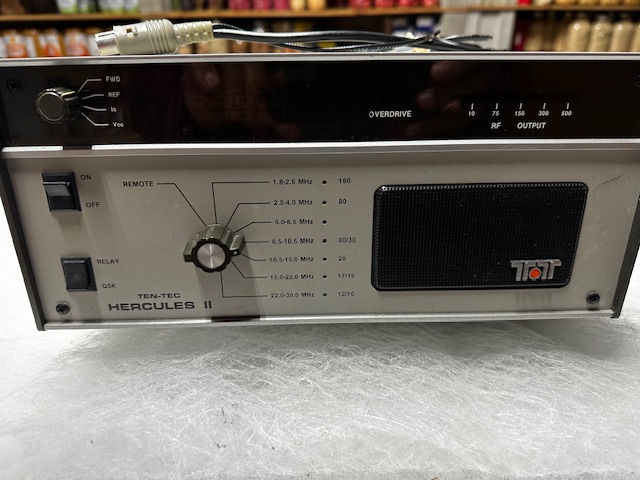 FWD
REF
Ic
Vcc
OVERDRIVE
10 75 150 300 500
RF OUTPUT
ON
OFF
REMOTE
1.8-2.5 MHz 160
2.5-4.0 MHz 80
4.0-6.5 MHz
6.5-10.5 MHz 40/30
10.5-15.0 MHz 20
15.0-22.0 MHz 17/15
22.0-30.0 MHz 12/10
RELAY
QSK
TEN-TEC
HERCULES II